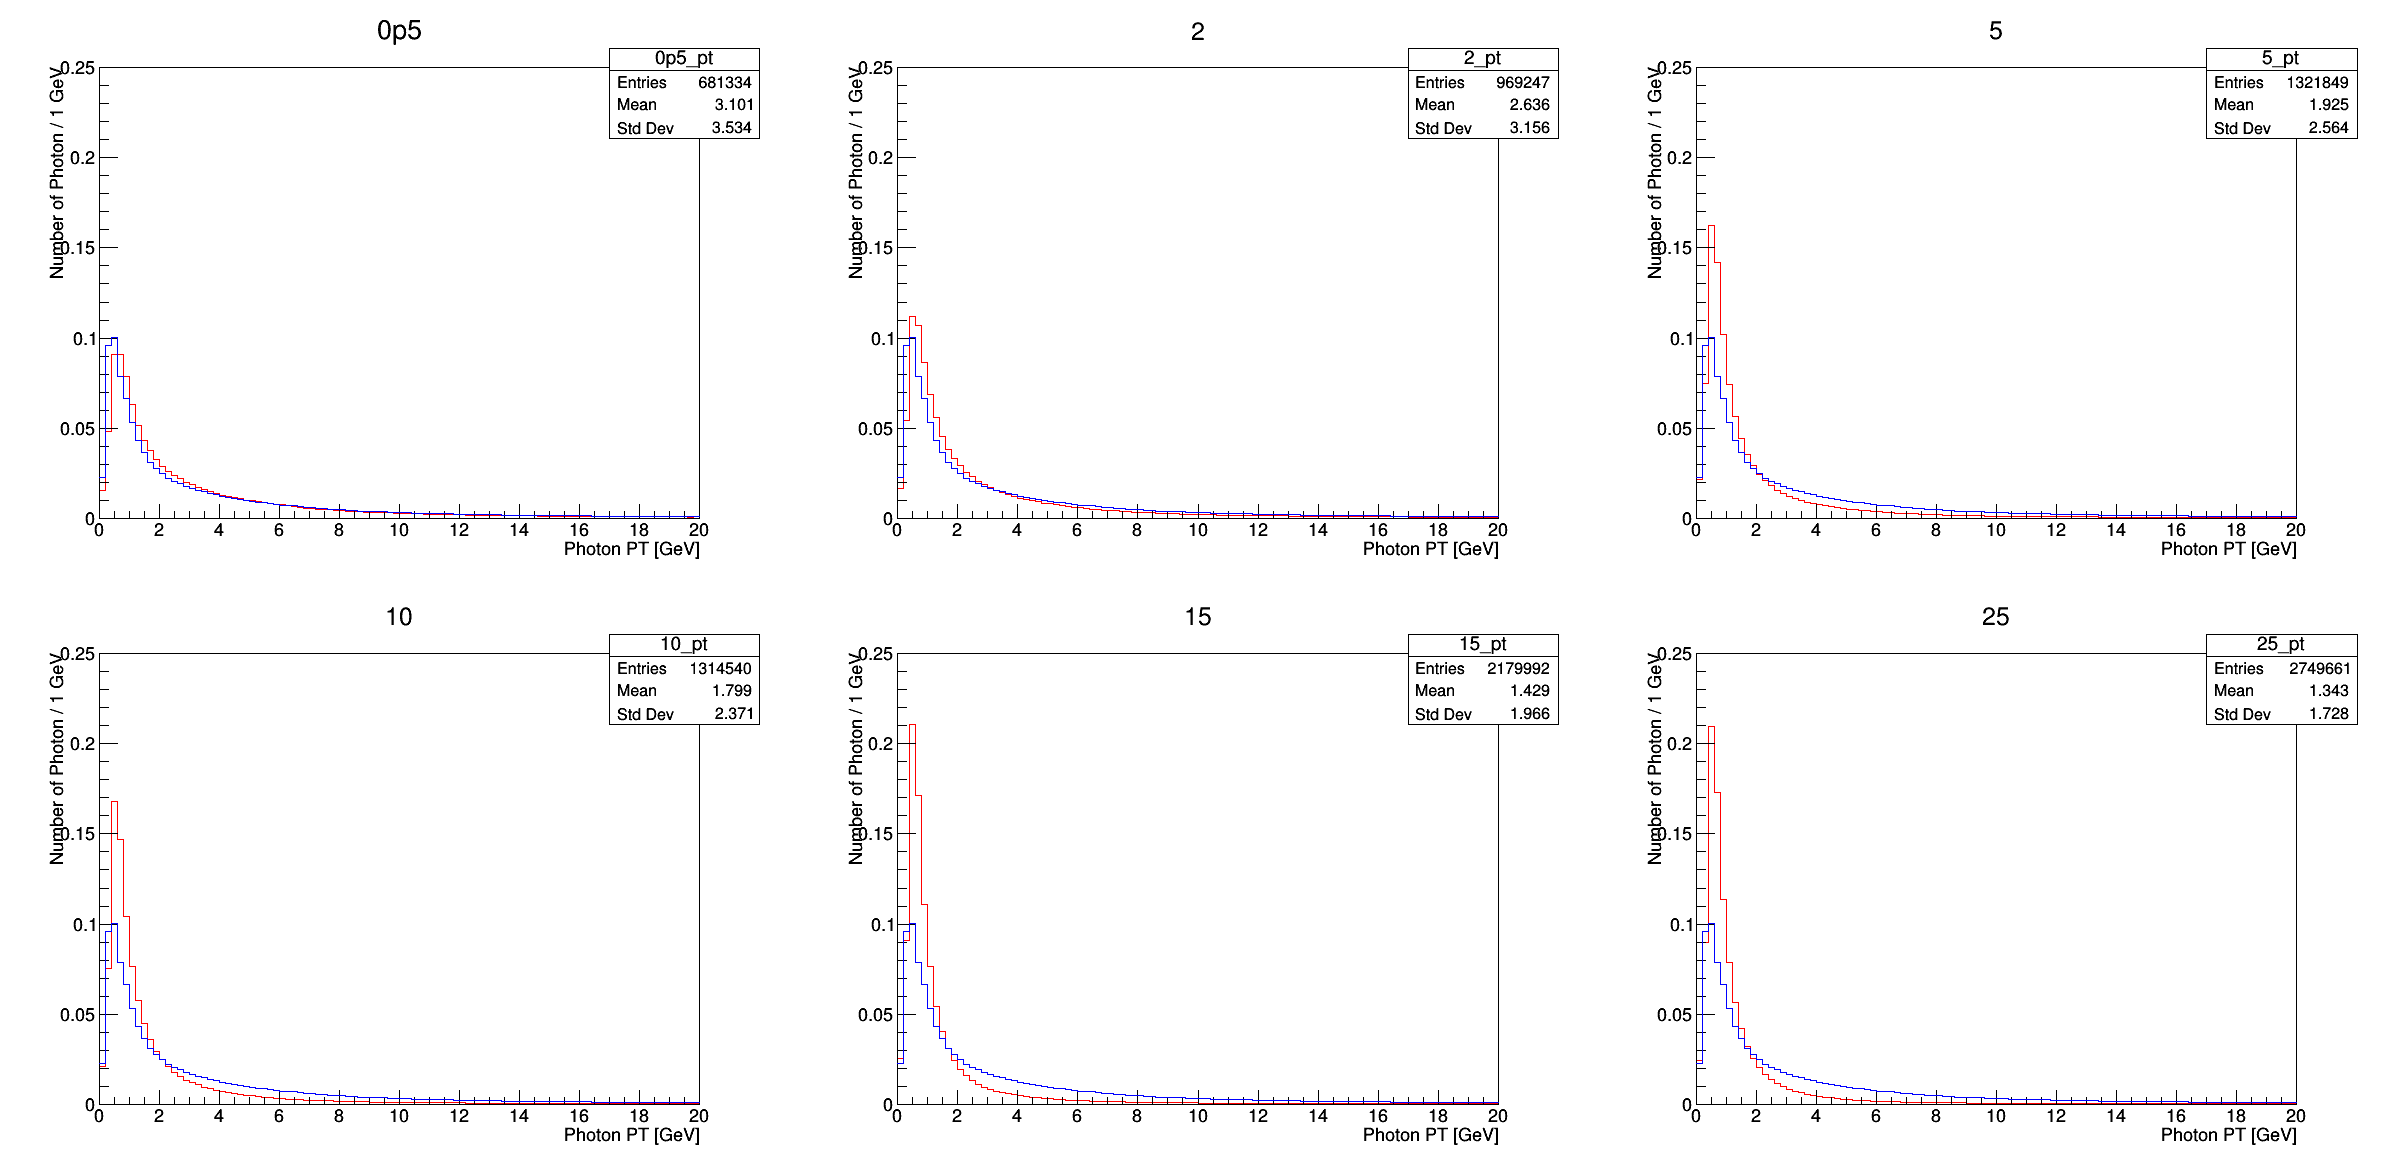 0p5
0p5_pt
Entries 681334
Mean 3.101
Std Dev 3.534
Number of Photon / 1 GeV
0.25
0.2
0.15
0.1
0.05
0
0 2 4 6 8 10 12 14 16 18 20
Photon PT [GeV]
2
2_pt
Entries 969247
Mean 2.636
Std Dev 3.156
Number of Photon / 1 GeV
0.25
0.2
0.15
0.1
0.05
0
0 2 4 6 8 10 12 14 16 18 20
Photon PT [GeV]
5
5_pt
Entries 1321849
Mean 1.925
Std Dev 2.564
Number of Photon / 1 GeV
0.25
0.2
0.15
0.1
0.05
0
0 2 4 6 8 10 12 14 16 18 20
Photon PT [GeV]
10
10_pt
Entries 1314540
Mean 1.799
Std Dev 2.371
Number of Photon / 1 GeV
0.25
0.2
0.15
0.1
0.05
0
0 2 4 6 8 10 12 14 16 18 20
Photon PT [GeV]
15
15_pt
Entries 2179992
Mean 1.429
Std Dev 1.966
Number of Photon / 1 GeV
0.25
0.2
0.15
0.1
0.05
0
0 2 4 6 8 10 12 14 16 18 20
Photon PT [GeV]
25
25_pt
Entries 2749661
Mean 1.343
Std Dev 1.728
Number of Photon / 1 GeV
0.25
0.2
0.15
0.1
0.05
0
0 2 4 6 8 10 12 14 16 18 20
Photon PT [GeV]